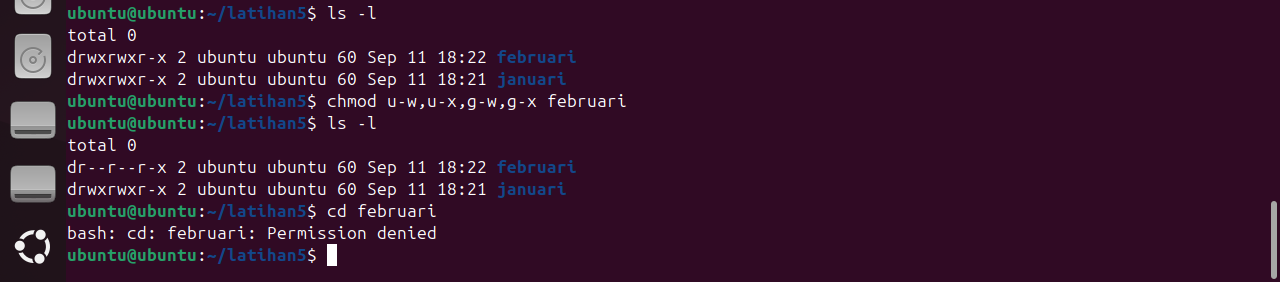 ubuntu@ubuntu:~/latihan5$ ls -l
total 0
drwxrwxr-x 2 ubuntu ubuntu 60 Sep 11 18:22 februari
drwxrwxr-x 2 ubuntu ubuntu 60 Sep 11 18:21 januari
ubuntu@ubuntu:~/latihan5$ chmod u-w,u-x,g-w,g-x februari
ubuntu@ubuntu:~/latihan5$ ls -l
total 0
dr--r--r-x 2 ubuntu ubuntu 60 Sep 11 18:22 februari
drwxrwxr-x 2 ubuntu ubuntu 60 Sep 11 18:21 januari
ubuntu@ubuntu:~/latihan5$ cd februari
bash: cd: februari: Permission denied
ubuntu@ubuntu:~/latihan5$